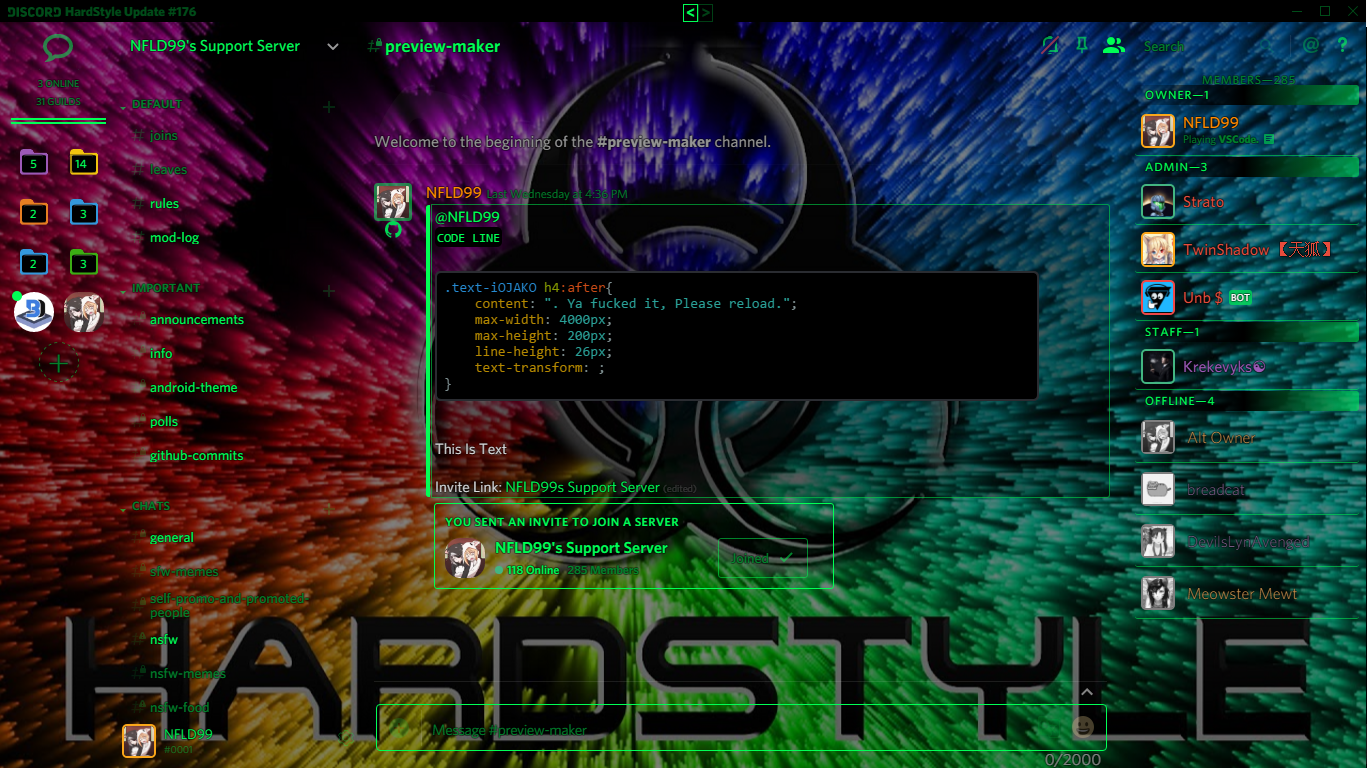 DISCORD HardStyle Update #176
<>
3 ONLINE
31 GUILDS
5
14
2
3
2
3
NFLD99's Support Server
DEFAULT
# joins
# leaves
rules
mod-log
IMPORTANT
announcements
info
android-theme
polls
github-commits
CHATS
general
sfw-memes
self-promo-and-promoted-
people
nsfw
nsfw-memes
nsfw-food
NFLD99
#0001
preview-maker
Search
@ ?
Welcome to the beginning of the #preview-maker channel.
NFLD99 Last Wednesday at 4:36 PM
@NFLD99
CODE LINE
.text-iOJAKO h4:after{
content: ". Ya fucked it, Please reload.";
max-width: 4000px;
max-height: 200px;
line-height: 26px;
text-transform: ;
}
This Is Text
Invite Link: NFLD99s Support Server (edited)
YOU SENT AN INVITE TO JOIN A SERVER
NFLD99's Support Server
118 Online 285 Members
Joined
HARDSTYLE
Message #preview-maker
0/2000
MEMBERS—285
OWNER—1
NFLD99
Playing VSCode.
ADMIN—3
Strato
TwinShadow 【天狐】
Unb $ BOT
STAFF—1
Krekevyks☯
OFFLINE—4
Alt Owner
breadcat
DevilsLynAvenged
Meowster Mewt